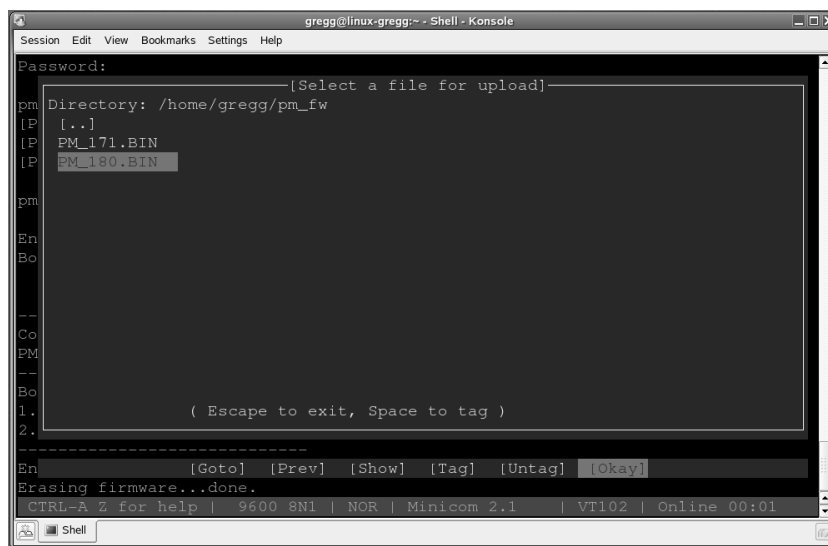 gregg@linux-gregg:~ - Shell - Konsole
Session Edit View Bookmarks Settings Help
Password:
[Select a file for upload]
pm Directory: /home/gregg/pm_fw
[P [..]
[P PM_171.BIN
[P PM_180.BIN
pm
En
Bo
--
Co
PM
--
Bo
1. ( Escape to exit, Space to tag )
2.
------------------------------
En [Goto] [Prev] [Show] [Tag] [Untag] [Okay]
Erasing firmware...done.
CTRL-A Z for help | 9600 8N1 | NOR | Minicom 2.1 | VT102 | Online 00:01
Shell